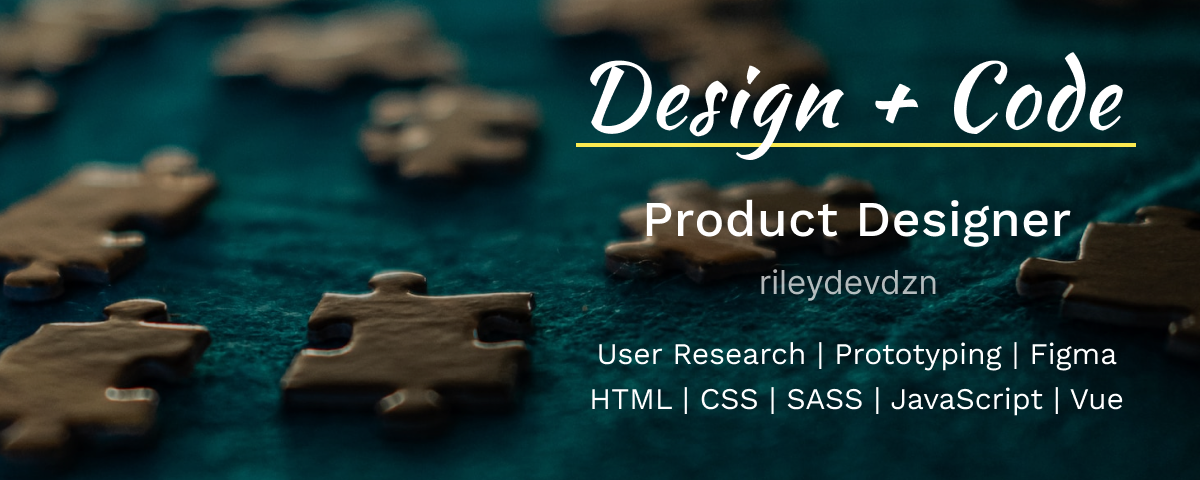 Design + Code
Product Designer
rileydevdzn
User Research | Prototyping | Figma
HTML | CSS | SASS | JavaScript | Vue